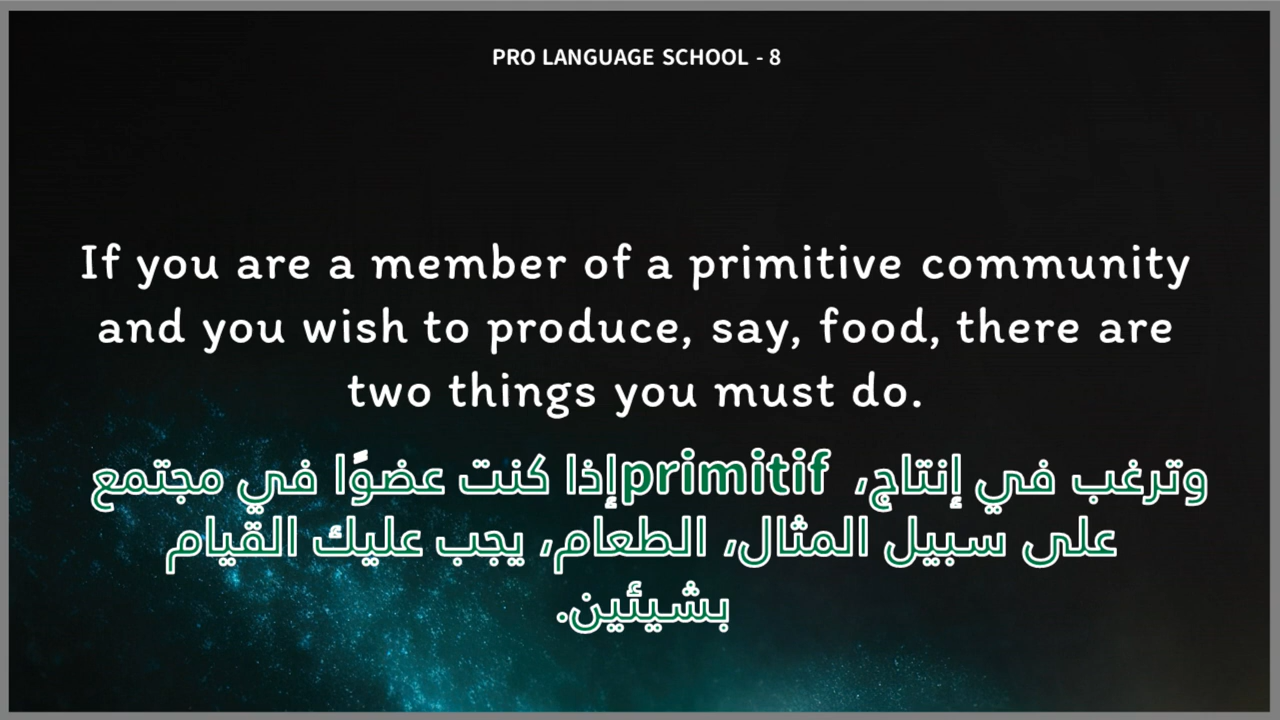 PRO LANGUAGE SCHOOL - 8
If you are a member of a primitive community
and you wish to produce, say, food, there are
two things you must do.
إذا كنت عضوًا في مجتمع primitif وترغب في إنتاج،
على سبيل المثال، الطعام، يجب عليك القيام
بشيئين.